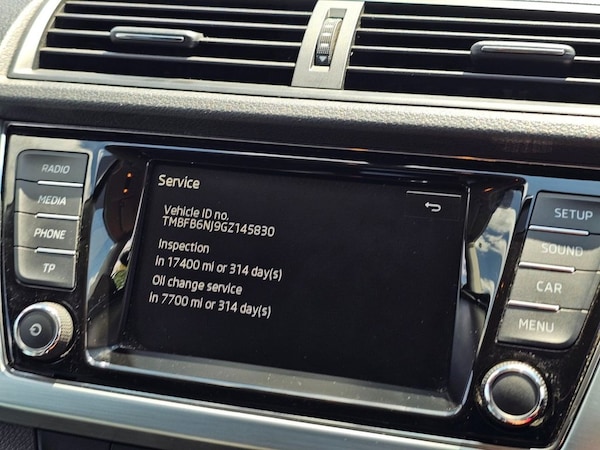 RADIO
MEDIA
PHONE
TP
Service
Vehicle ID no.
TMBFB6NJ9GZ145830
Inspection
In 17400 mi or 314 day(s)
Oil change service
In 7700 mi or 314 day(s)
SETUP
SOUND
CAR
MENU